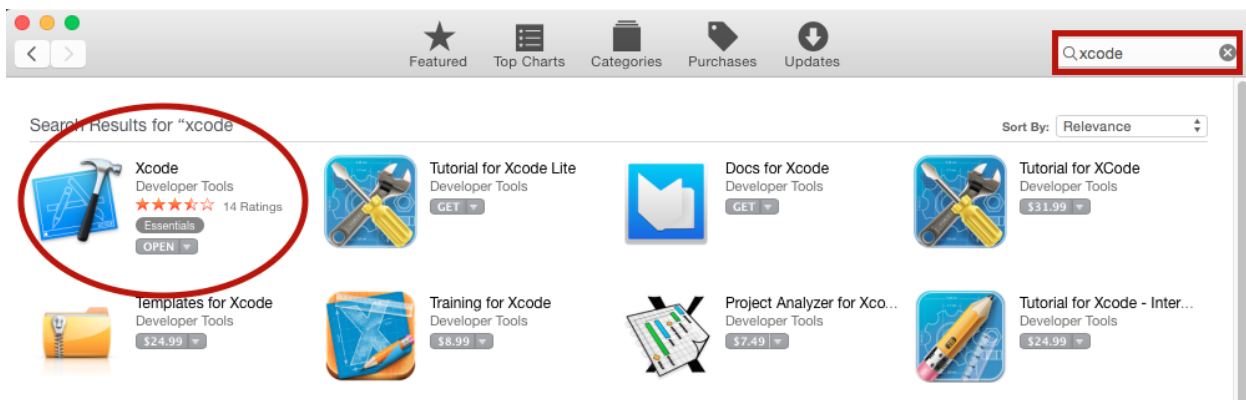 Featured
Top Charts
Categories
Purchases
Updates
xcode
Search Results for “xcode
Sort By: Relevance
Xcode
Developer Tools
14 Ratings
Essentials
OPEN
Tutorial for Xcode Lite
Developer Tools
GET
Docs for Xcode
Developer Tools
GET
Tutorial for XCode
Developer Tools
$31.99
Templates for Xcode
Developer Tools
$24.99
Training for Xcode
Developer Tools
$8.99
Project Analyzer for Xco...
Developer Tools
$7.49
Tutorial for Xcode - Inter...
Developer Tools
$24.99